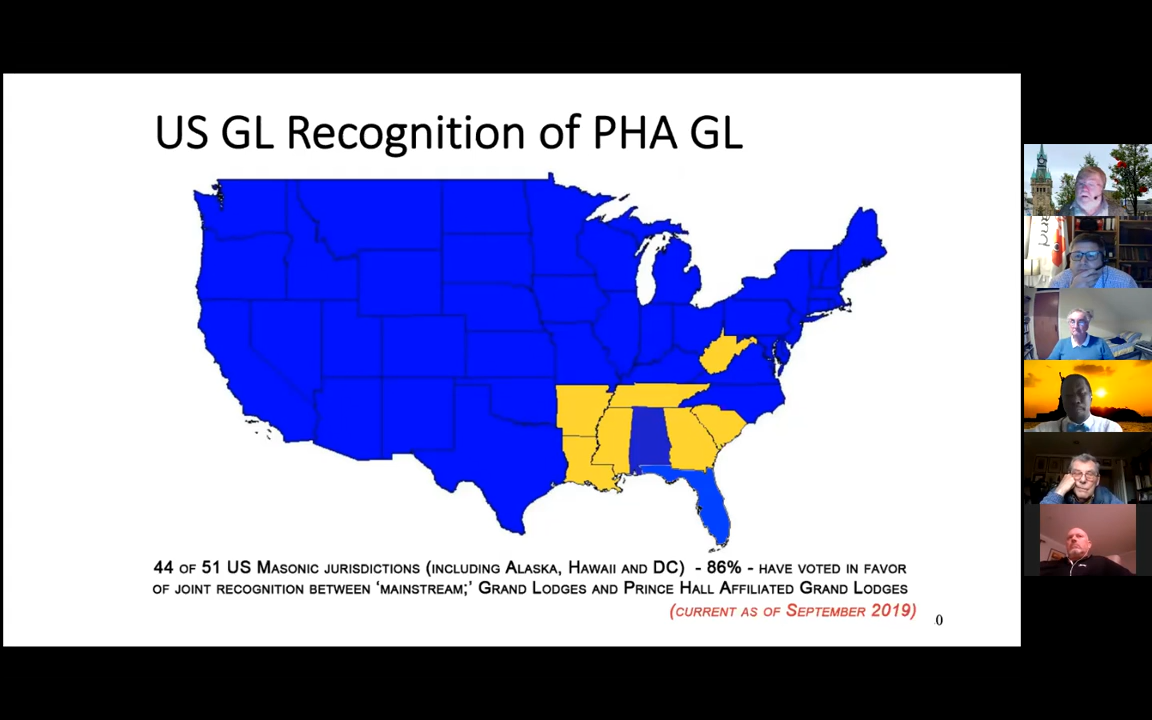 US GL Recognition of PHA GL
44 of 51 US Masonic jurisdictions (including Alaska, Hawaii and DC) - 86% - have voted in favor
of joint recognition between ‘mainstream;’ Grand Lodges and Prince Hall Affiliated Grand Lodges
(current as of September 2019)
0